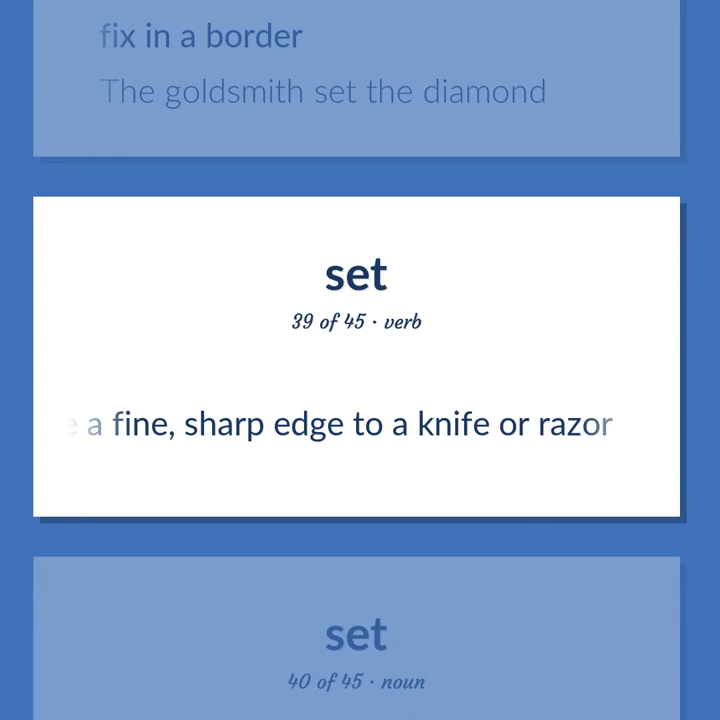 fix in a border
The goldsmith set the diamond
set
39 of 45 · verb
a fine, sharp edge to a knife or razor
set
40 of 45 · noun